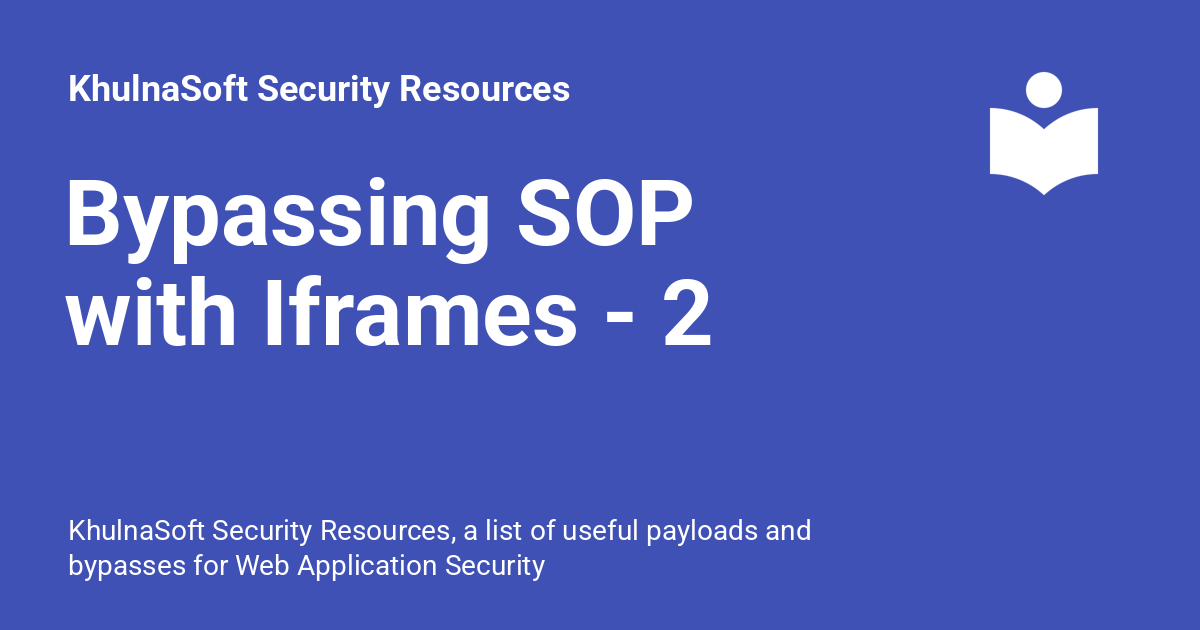 KhulnaSoft Security Resources
Bypassing SOP
with Iframes - 2
KhulnaSoft Security Resources, a list of useful payloads and
bypasses for Web Application Security